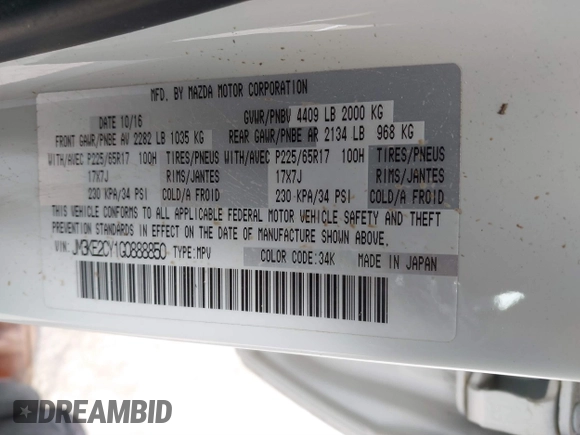 MFD. BY MAZDA MOTOR CORPORATION
DATE 10/16
GVWR/PNBV 4409 LB 2000 KG
FRONT GAWR/PNBE AV 2282 LB 1035 KG
REAR GAWR/PNBE AR 2134 LB 968 KG
WITH/AVEC P225/65R17 100H TIRES/PNEUS WITH/AVEC P225/65R17 100H TIRES/PNEUS
17X7J RIMS/JANTES 17X7J RIMS/JANTES
230 KPA/34 PSI COLD/A FROID 230 KPA/34 PSI COLD/A FROID
THIS VEHICLE CONFORMS TO ALL APPLICABLE FEDERAL MOTOR VEHICLE SAFETY AND THEFT
PREVENTION STANDARDS IN EFFECT ON THE DATE OF MANUFACTURE SHOWN ABOVE.
VIN: JM3KE2CY1G0888850 TYPE: MPV
COLOR CODE: 34K MADE IN JAPAN
DREAMBID